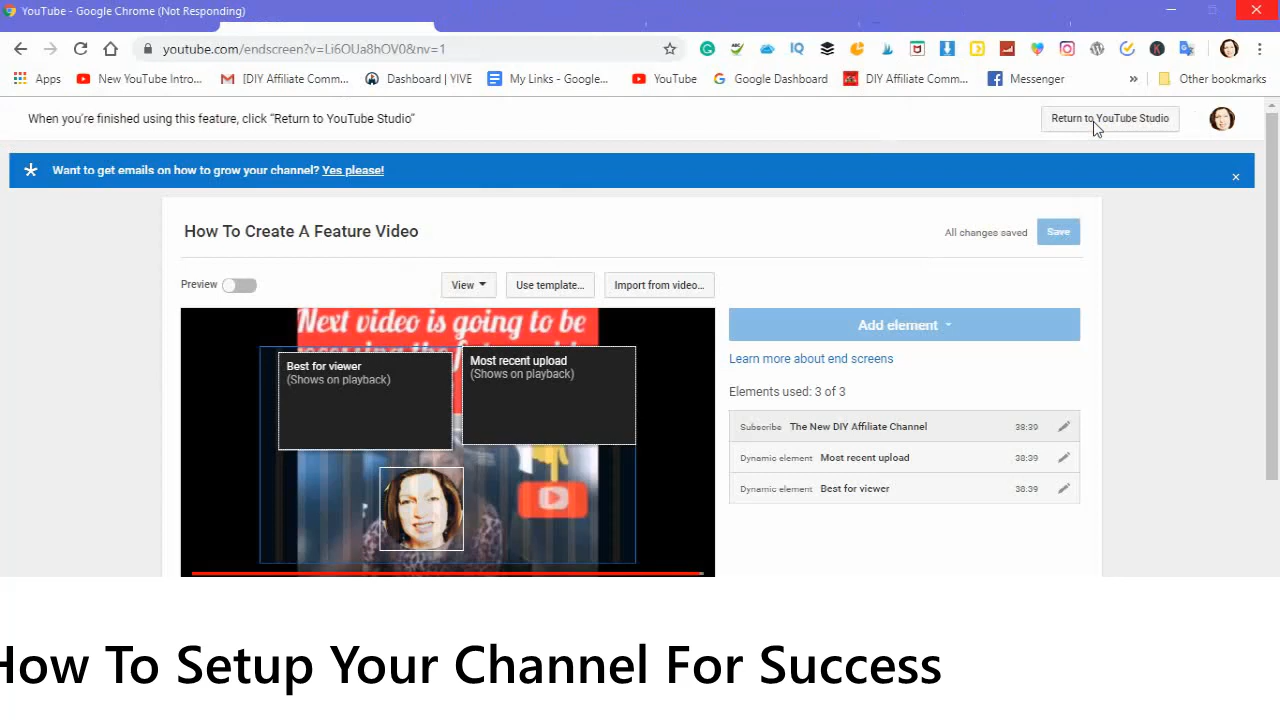 YouTube - Google Chrome (Not Responding)
youtube.com/endscreen?v=Li6OUa8hOV0&nv=1
Apps
New YouTube Intro...
[DIY Affiliate Comm...
Dashboard | YIVE
My Links - Google...
YouTube
Google Dashboard
DIY Affiliate Comm...
Messenger
»
Other bookmarks
When you're finished using this feature, click "Return to YouTube Studio"
Return to YouTube Studio
Want to get emails on how to grow your channel? Yes please!
How To Create A Feature Video
All changes saved
Save
Preview
View
Use template...
Import from video...
Next video is going to be
Best for viewer
(Shows on playback)
Most recent upload
(Shows on playback)
Add element
Learn more about end screens
Elements used: 3 of 3
Subscribe The New DIY Affiliate Channel 38:39
Dynamic element Most recent upload 38:39
Dynamic element Best for viewer 38:39
How To Setup Your Channel For Success